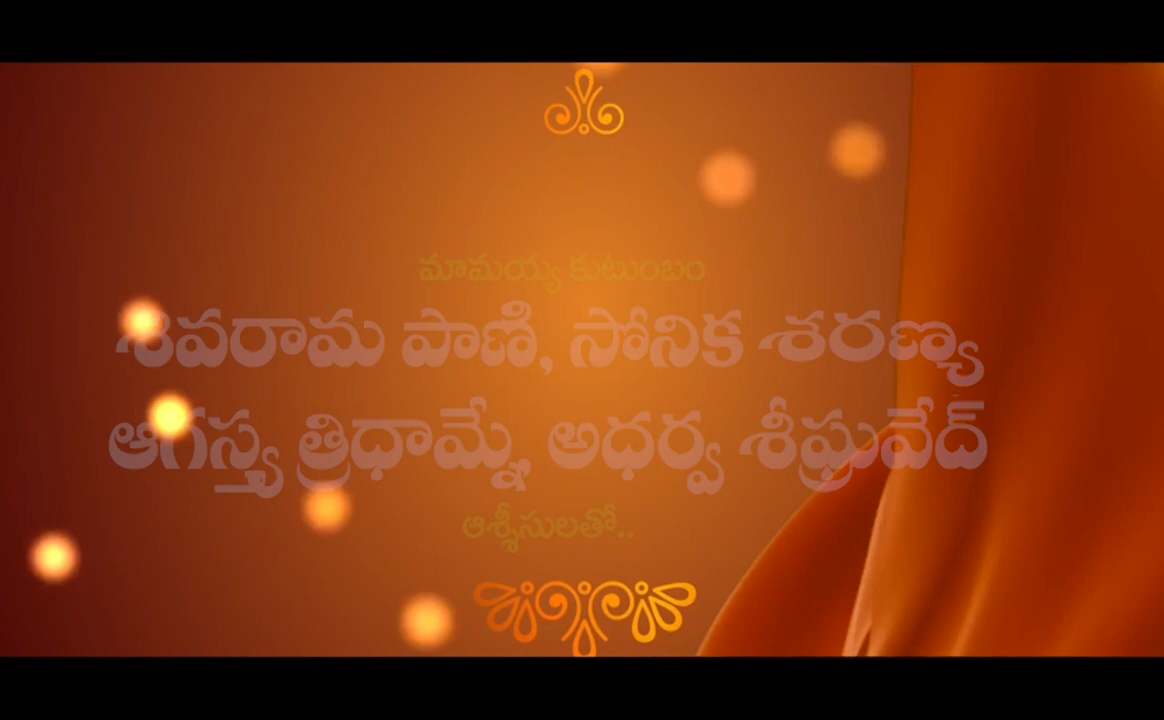 మామయ్య కుటుంబం
శివరామ పాణి, సోనిక శరణ్య
ఆగస్త్య త్రిధామ్నే, అధర్వ శీఘ్రవేద్
ఆశ్శీసులతో..